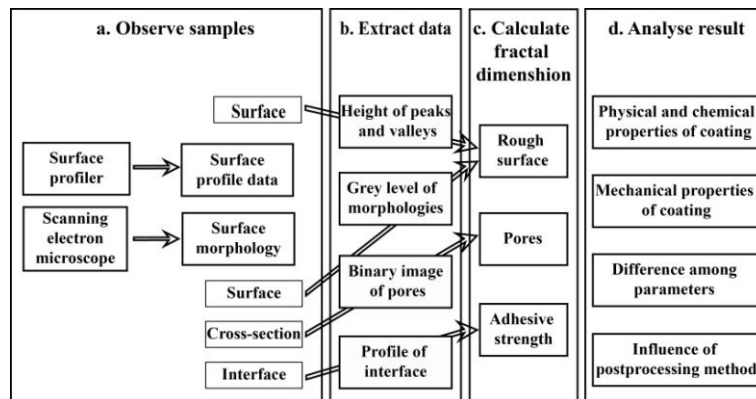 a. Observe samples
Surface
Surface
profiler
Surface
profile data
Scanning
electron
microscope
Surface
morphology
Surface
Cross-section
Interface
b. Extract data
Height of peaks
and valleys
Grey level of
morphologies
Binary image
of pores
Profile of
interface
c. Calculate
fractal
dimenshion
Rough
surface
Pores
Adhesive
strength
d. Analyse result
Physical and chemical
properties of coating
Mechanical properties
of coating
Difference among
parameters
Influence of
postprocessing method